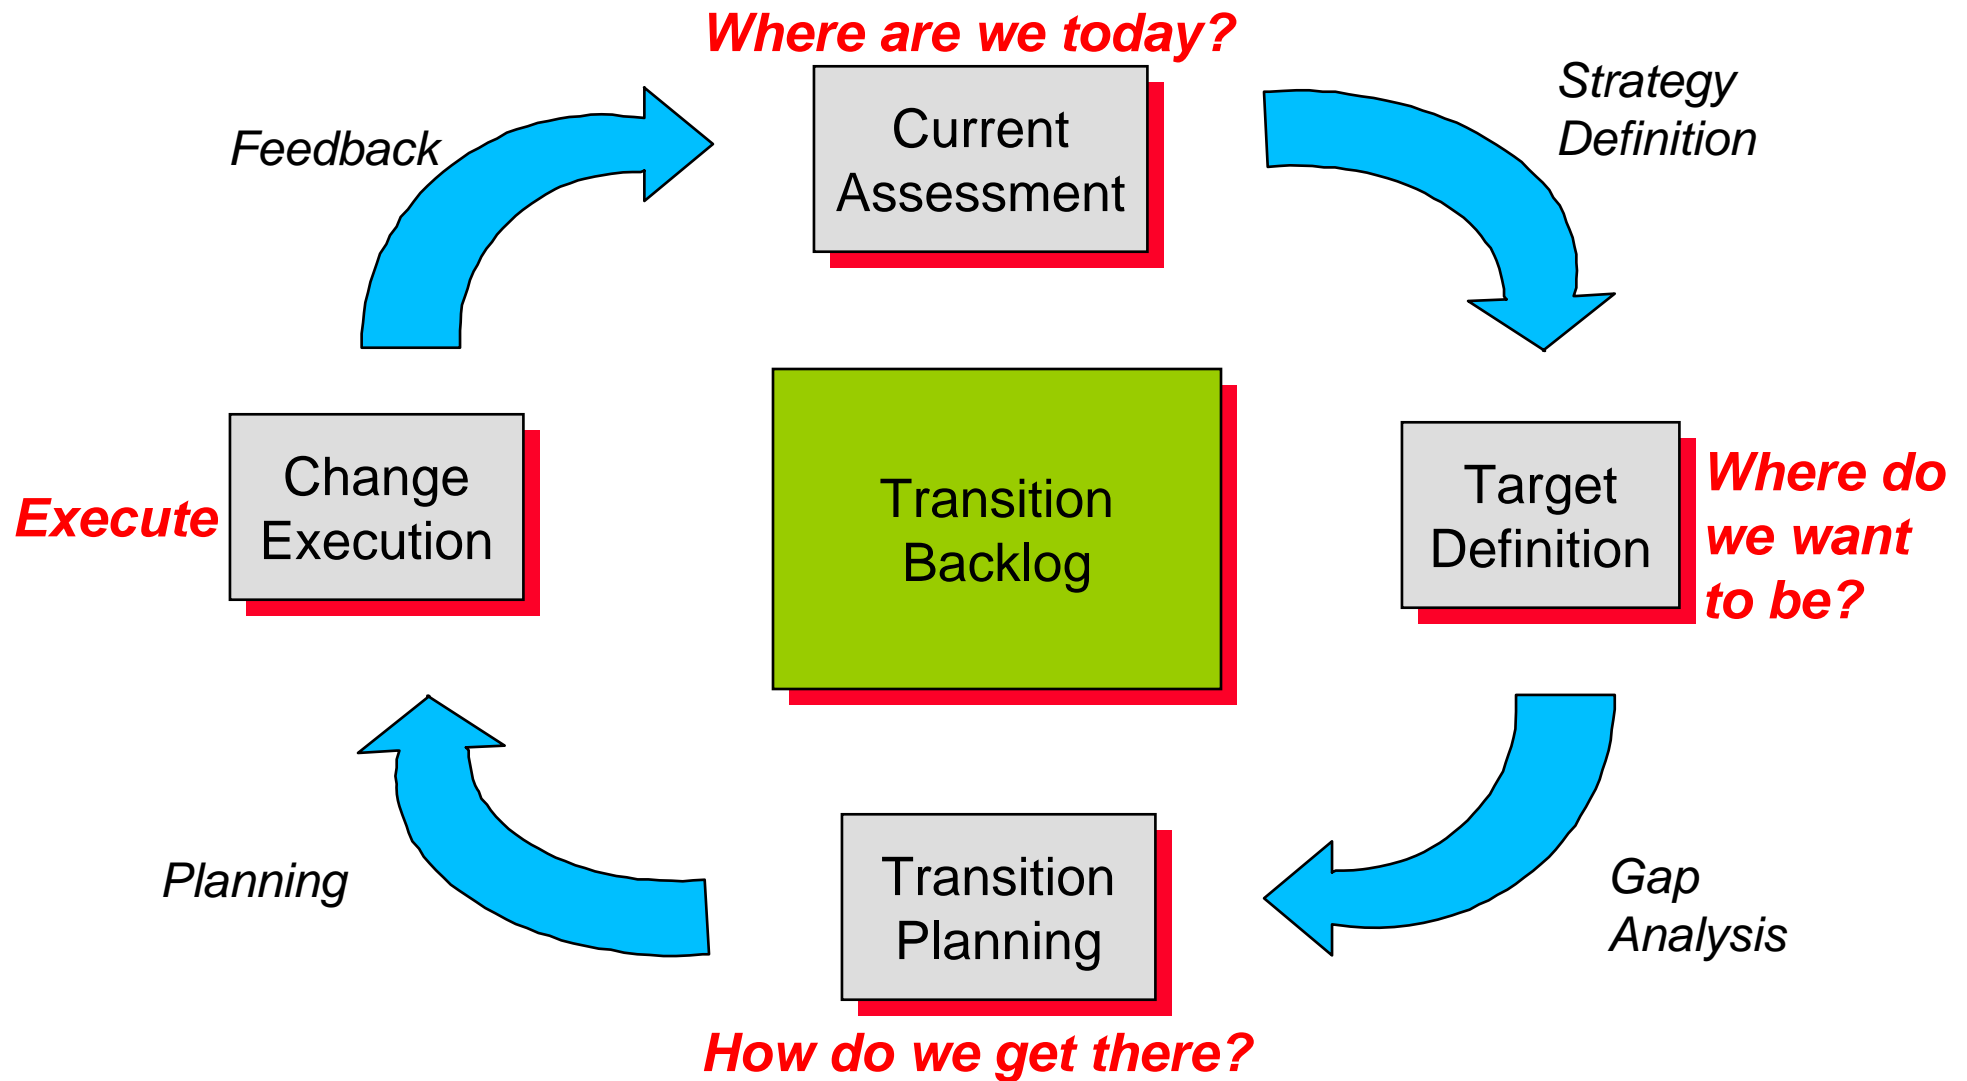 Where are we today?
Current
Assessment
Strategy
Definition
Feedback
Change
Execution
Execute
Transition
Backlog
Target
Definition
Where do
we want
to be?
Planning
Transition
Planning
Gap
Analysis
How do we get there?